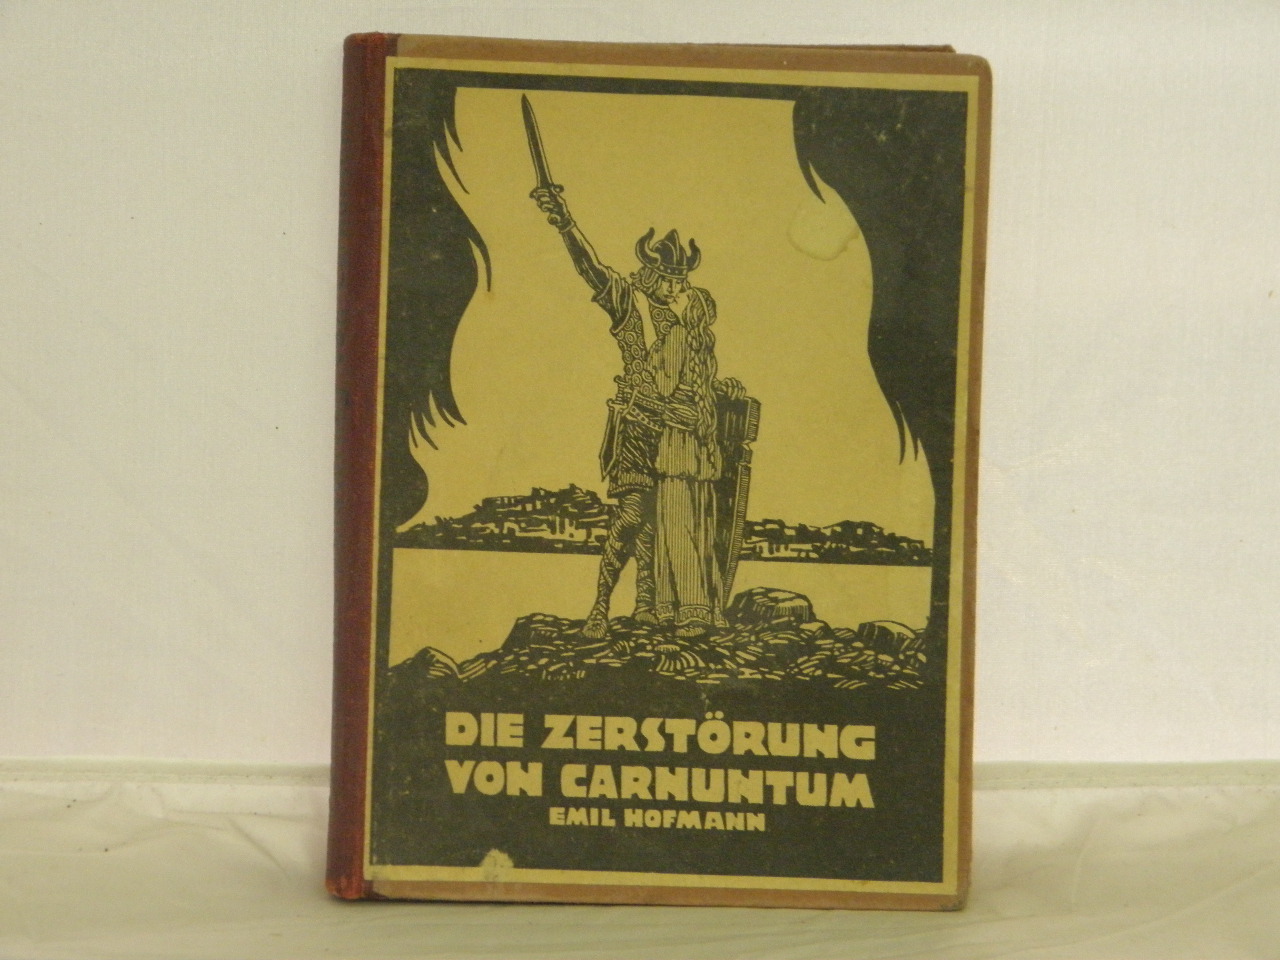 DIE ZERSTÖRUNG
VON CARNUNTUM
EMIL HOFMANN